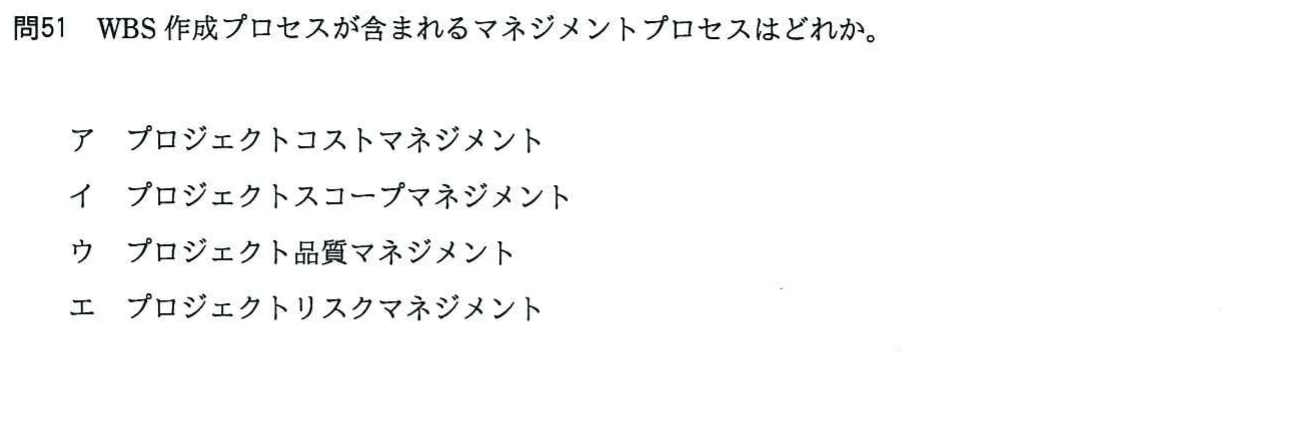 問51 WBS 作成プロセスが含まれるマネジメントプロセスはどれか。
ア プロジェクトコストマネジメント
イ プロジェクトスコープマネジメント
ウ プロジェクト品質マネジメント
エ プロジェクトリスクマネジメント